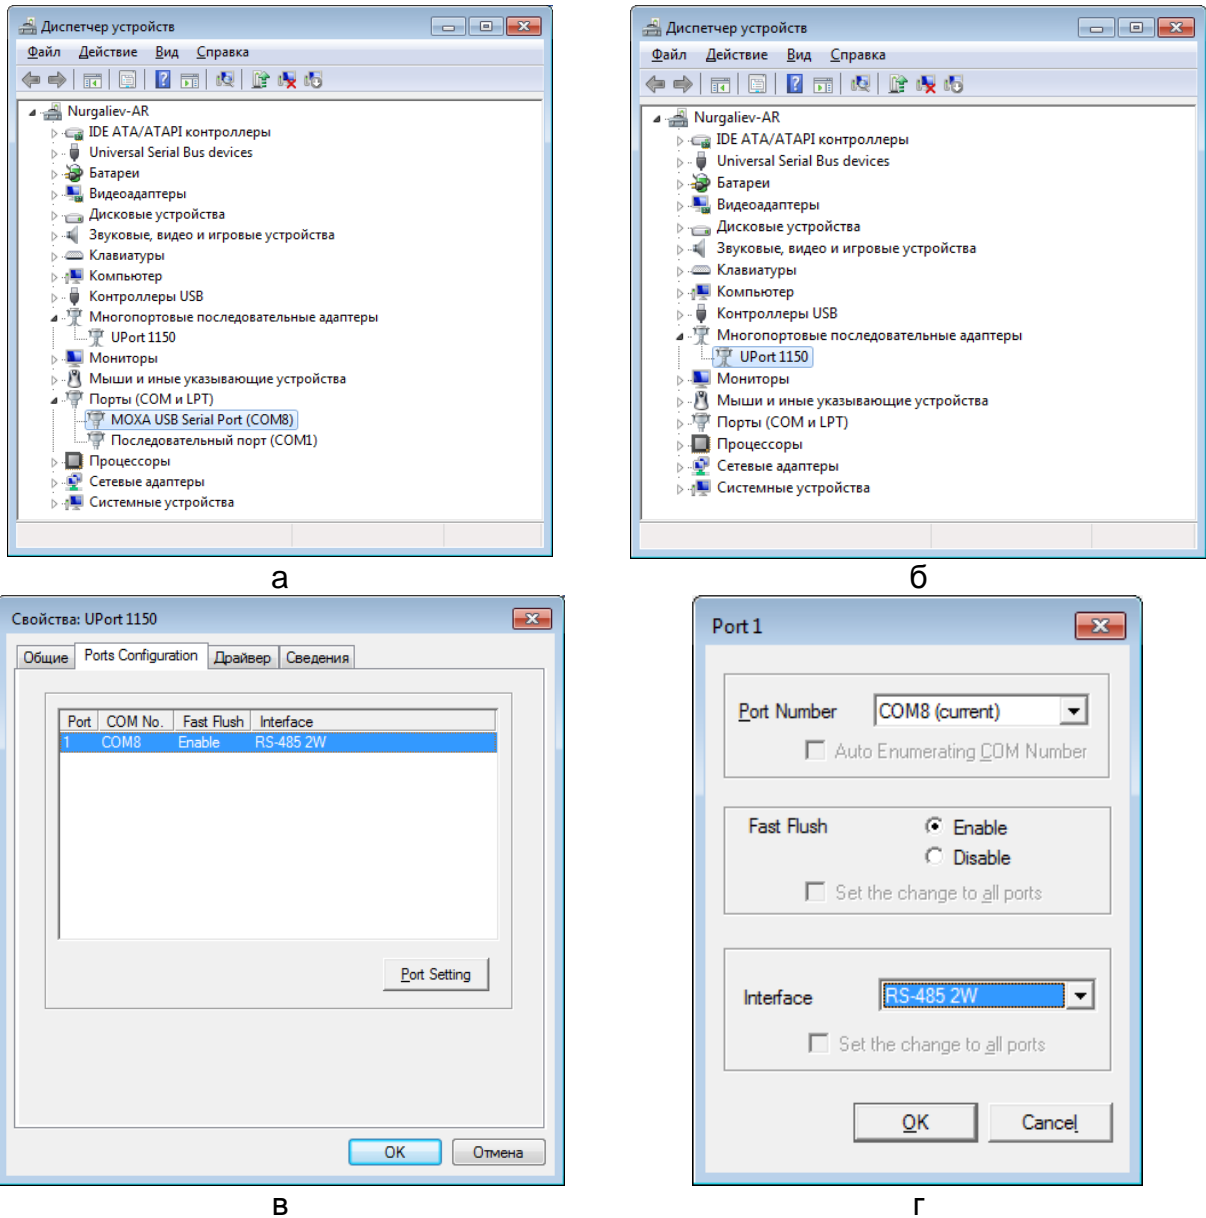 Диспетчер устройств
Файл Действие Вид Справка
Nurgaliev-AR
IDE ATA/ATAPI контроллеры
Universal Serial Bus devices
Батареи
Видеоадаптеры
Дисковые устройства
Звуковые, видео и игровые устройства
Клавиатуры
Компьютер
Контроллеры USB
Многопортовые последовательные адаптеры
UPort 1150
Мониторы
Мыши и иные указывающие устройства
Порты (COM и LPT)
MOXA USB Serial Port (COM8)
Последовательный порт (COM1)
Процессоры
Сетевые адаптеры
Системные устройства
а
Диспетчер устройств
Файл Действие Вид Справка
Nurgaliev-AR
IDE ATA/ATAPI контроллеры
Universal Serial Bus devices
Батареи
Видеоадаптеры
Дисковые устройства
Звуковые, видео и игровые устройства
Клавиатуры
Компьютер
Контроллеры USB
Многопортовые последовательные адаптеры
UPort 1150
Мониторы
Мыши и иные указывающие устройства
Порты (COM и LPT)
Процессоры
Сетевые адаптеры
Системные устройства
б
Свойства: UPort 1150
Общие Ports Configuration Драйвер Сведения
Port COM No. Fast Flush Interface
1 COM8 Enable RS-485 2W
Port Setting
OK Отмена
в
Port 1
Port Number COM8 (current)
Auto Enumerating COM Number
Fast Flush Enable
Disable
Set the change to all ports
Interface RS-485 2W
Set the change to all ports
OK Cancel
г